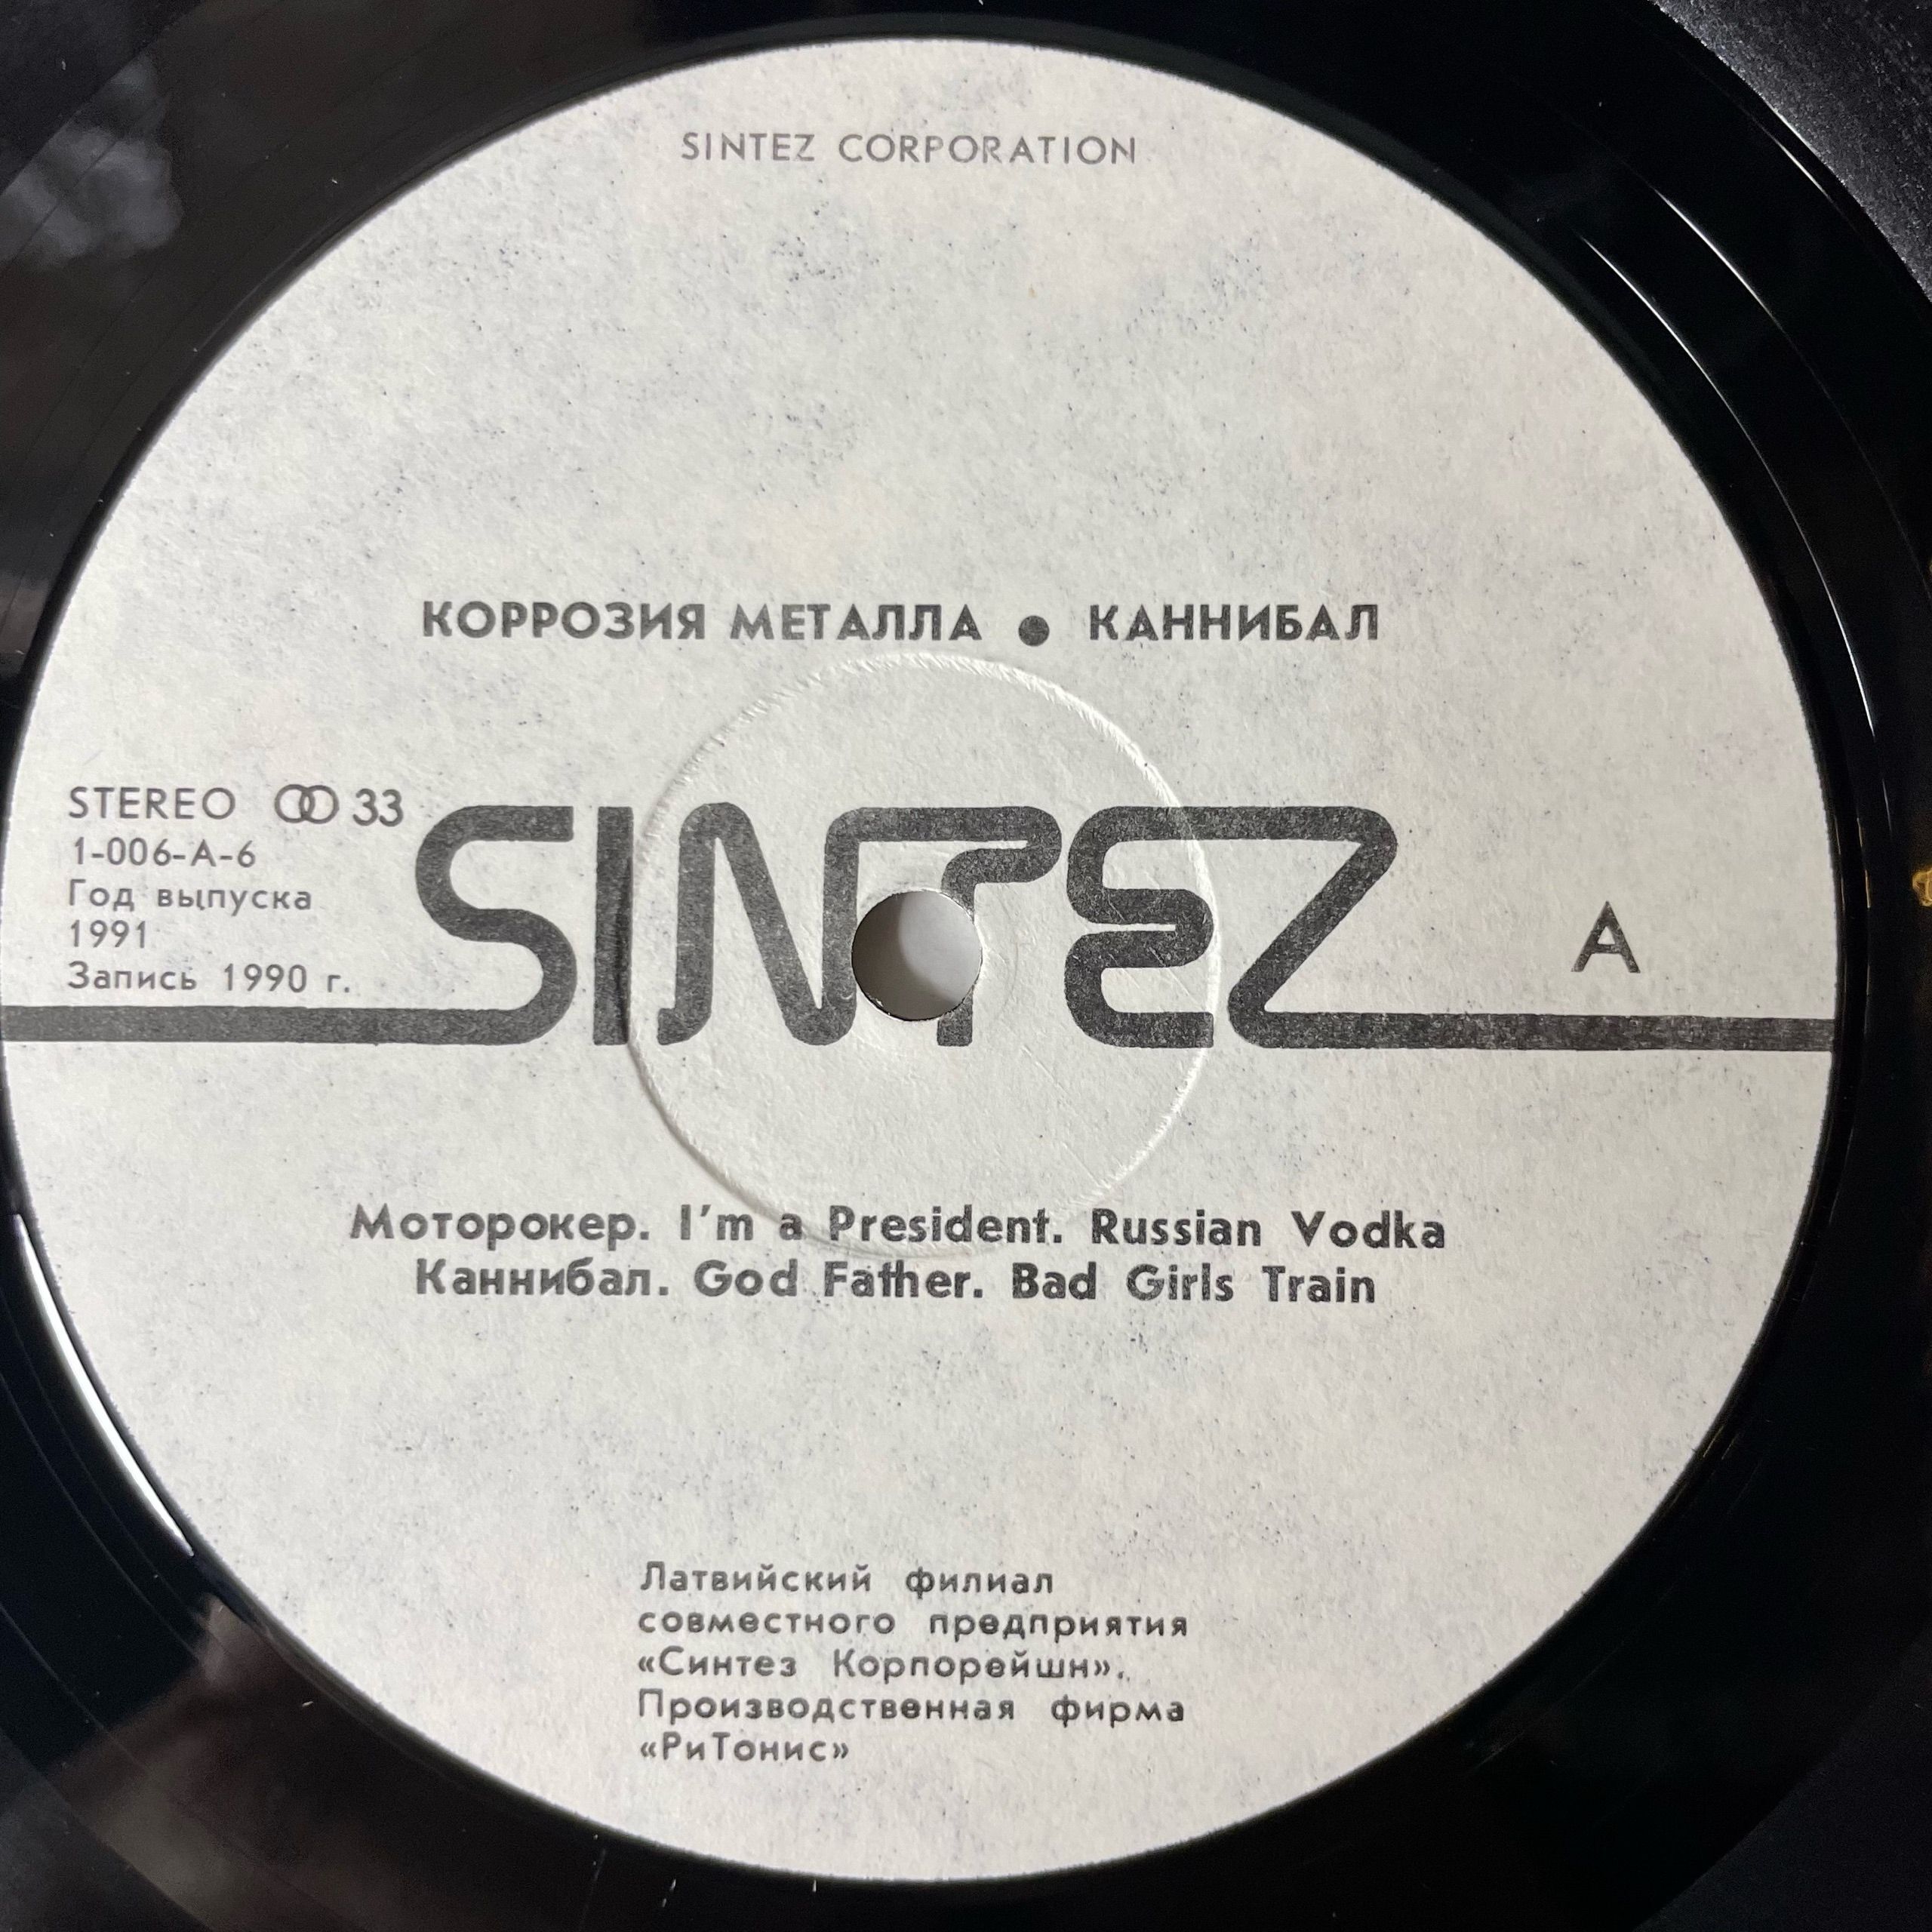 SINTEZ CORPORATION
КОРРОЗИЯ МЕТАЛЛА ● КАННИБАЛ
STEREO 33
1-006-А-6
Год выпуска
1991
Запись 1990 г.
SINTEZ
A
Моторокер. I'm a President. Russian Vodka
Каннибал. God Father. Bad Girls Train
Латвийский филиал
совместного предприятия
«Синтез Корпорейшн».
Производственная фирма
«РиТонис»